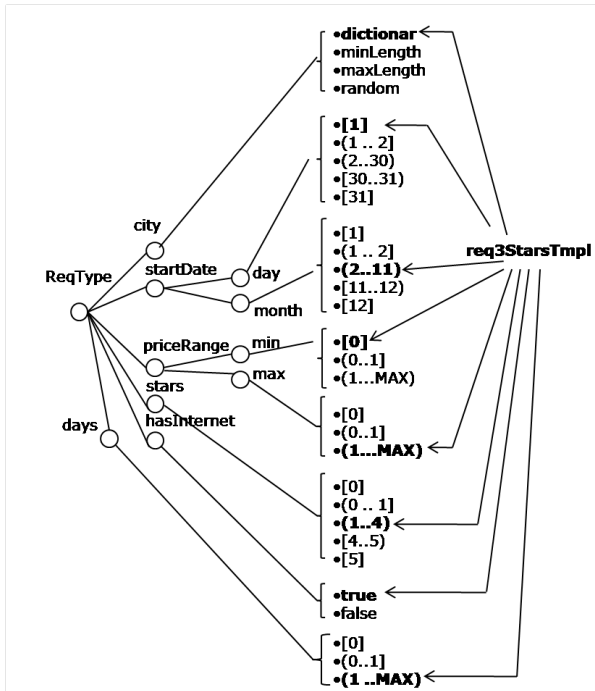 •dictionar
•minLength
•maxLength
•random
•[1]
•(1 .. 2]
•(2..30)
•[30..31)
•[31]
city
•[1]
•(1 .. 2]
•(2..11)
•[11..12)
•[12]
req3StarsTmpl
ReqType
startDate
day
month
priceRange
min
max
•[0]
•(0..1]
•(1...MAX)
stars
hasInternet
days
•[0]
•(0..1]
•(1...MAX)
•[0]
•(0 .. 1]
•(1..4)
•[4..5)
•[5]
•true
•false
•[0]
•(0..1]
•(1 ..MAX)